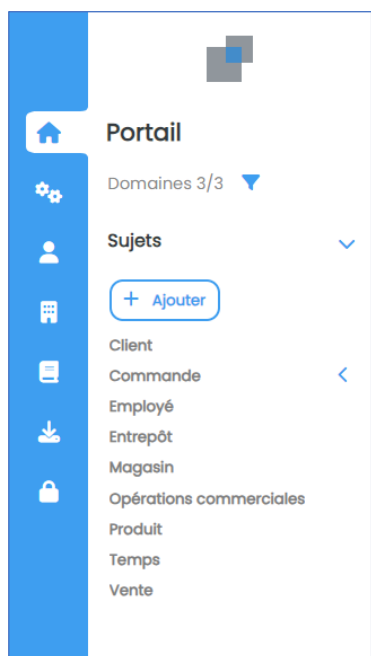 Portail
Domaines 3/3
Sujets
+ Ajouter
Client
Commande
Employé
Entrepôt
Magasin
Opérations commerciales
Produit
Temps
Vente